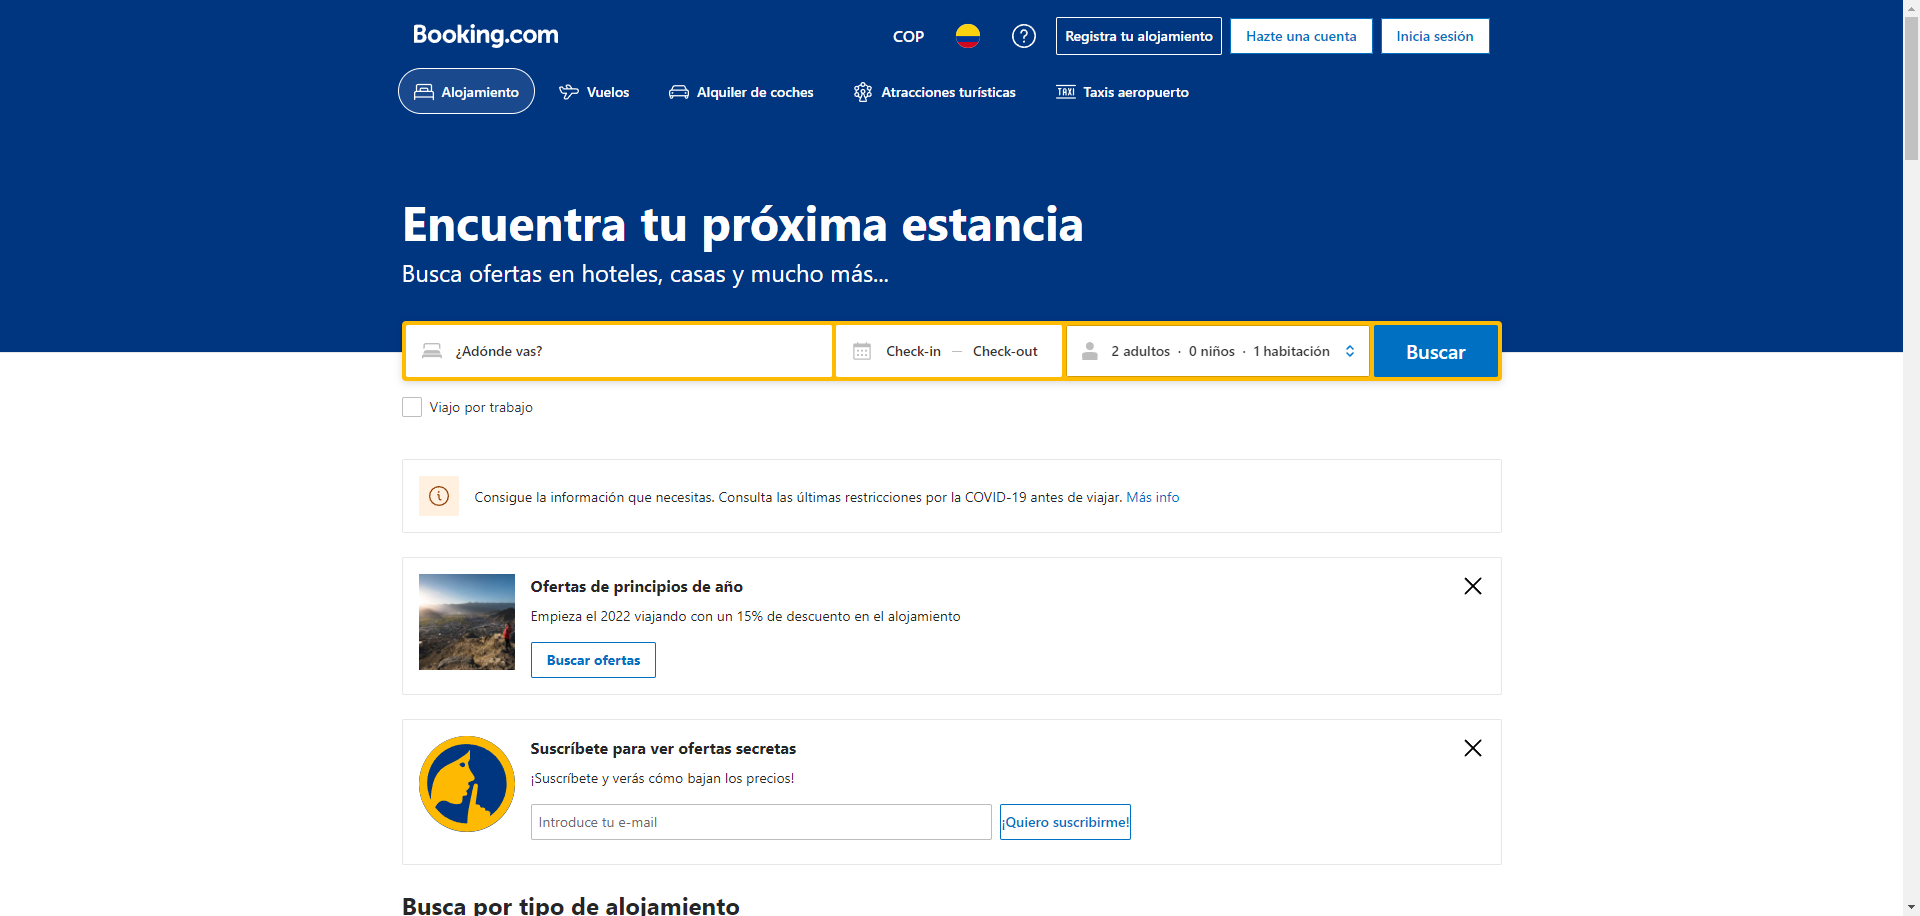 Booking.com
COP
Registra tu alojamiento
Hazte una cuenta
Inicia sesión
Alojamiento
Vuelos
Alquiler de coches
Atracciones turísticas
TAXI
Taxis aeropuerto
Encuentra tu próxima estancia
Busca ofertas en hoteles, casas y mucho más...
¿Adónde vas?
Check-in — Check-out
2 adultos · 0 niños · 1 habitación
Buscar
Viajo por trabajo
Consigue la información que necesitas. Consulta las últimas restricciones por la COVID-19 antes de viajar. Más info
Ofertas de principios de año
Empieza el 2022 viajando con un 15% de descuento en el alojamiento
Buscar ofertas
Suscríbete para ver ofertas secretas
¡Suscríbete y verás cómo bajan los precios!
Introduce tu e-mail
¡Quiero suscribirme!
Busca por tipo de alojamiento